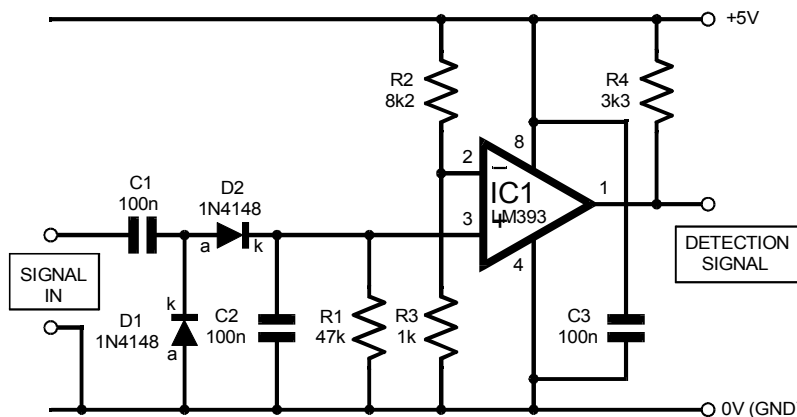 +5V
R2
8k2
R4
3k3
2
8
IC1
LM393
1
3
4
C1
100n
D2
1N4148
a
k
SIGNAL
IN
DETECTION
SIGNAL
k
D1
1N4148
a
C2
100n
R1
47k
R3
1k
C3
100n
0V (GND)